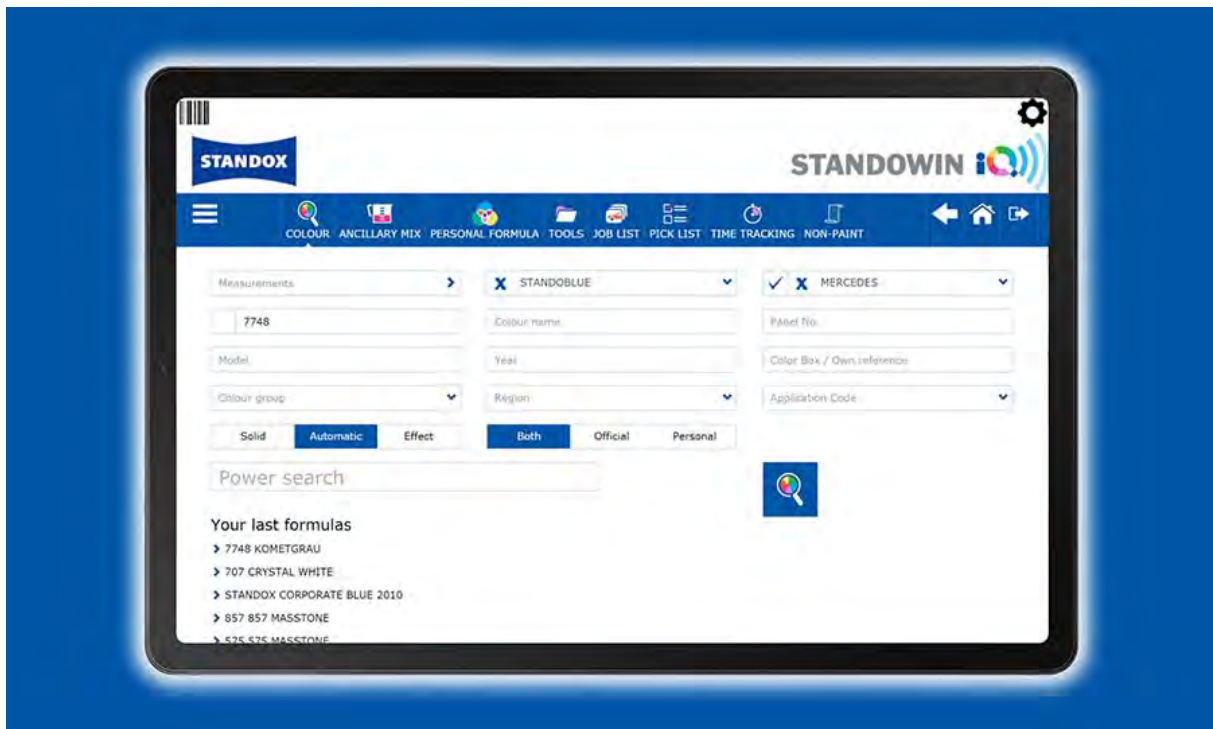 STANDOX
STANDOWIN iQ
COLOUR ANCILLARY MIX PERSONAL FORMULA TOOLS JOB LIST PICK LIST TIME TRACKING NON-PAINT
Measurements X STANDOBLUE X MERCEDES
7748 Colour name Panel No.
Model Year Color Box / Own reference
Colour group Region Application Code
Solid Automatic Effect Both Official Personal
Power search
Your last formulas
7748 KOMETGRAU
707 CRYSTAL WHITE
STANDOX CORPORATE BLUE 2010
857 857 MASSTONE
575 575 MASSTONE